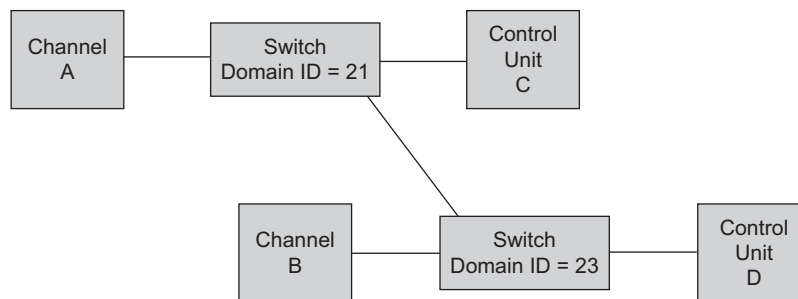 Channel
A
Switch
Domain ID = 21
Control
Unit
C
Channel
B
Switch
Domain ID = 23
Control
Unit
D